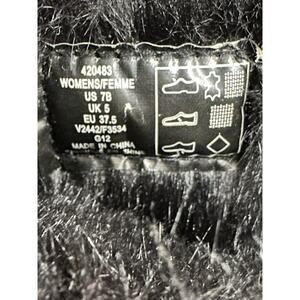 420483
WOMENS/FEMME
US 7B
UK 5
EU 37.5
V2442/F3534
G12
MADE IN CHINA